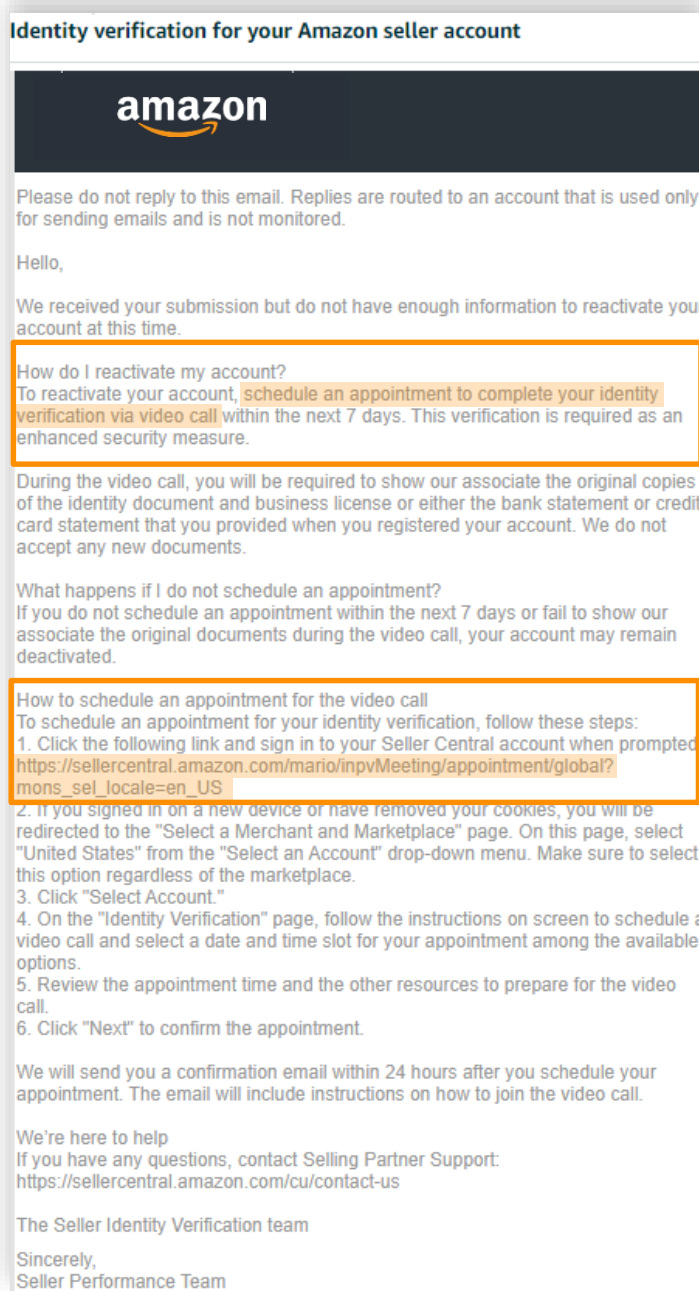 Identity verification for your Amazon seller account
amazon
Please do not reply to this email. Replies are routed to an account that is used only
for sending emails and is not monitored.
Hello,
We received your submission but do not have enough information to reactivate your
account at this time.
How do I reactivate my account?
To reactivate your account, schedule an appointment to complete your identity
verification via video call within the next 7 days. This verification is required as an
enhanced security measure.
During the video call, you will be required to show our associate the original copies
of the identity document and business license or either the bank statement or credit
card statement that you provided when you registered your account. We do not
accept any new documents.
What happens if I do not schedule an appointment?
If you do not schedule an appointment within the next 7 days or fail to show our
associate the original documents during the video call, your account may remain
deactivated.
How to schedule an appointment for the video call
To schedule an appointment for your identity verification, follow these steps:
1. Click the following link and sign in to your Seller Central account when prompted
https://sellercentral.amazon.com/mario/inpvMeeting/appointment/global?
mons_sel_locale=en_US
2. If you signed in on a new device or have removed your cookies, you will be
redirected to the "Select a Merchant and Marketplace" page. On this page, select
"United States" from the "Select an Account" drop-down menu. Make sure to select
this option regardless of the marketplace.
3. Click "Select Account."
4. On the "Identity Verification" page, follow the instructions on screen to schedule a
video call and select a date and time slot for your appointment among the available
options.
5. Review the appointment time and the other resources to prepare for the video
call.
6. Click "Next" to confirm the appointment.
We will send you a confirmation email within 24 hours after you schedule your
appointment. The email will include instructions on how to join the video call.
We're here to help
If you have any questions, contact Selling Partner Support:
https://sellercentral.amazon.com/cu/contact-us
The Seller Identity Verification team
Sincerely,
Seller Performance Team